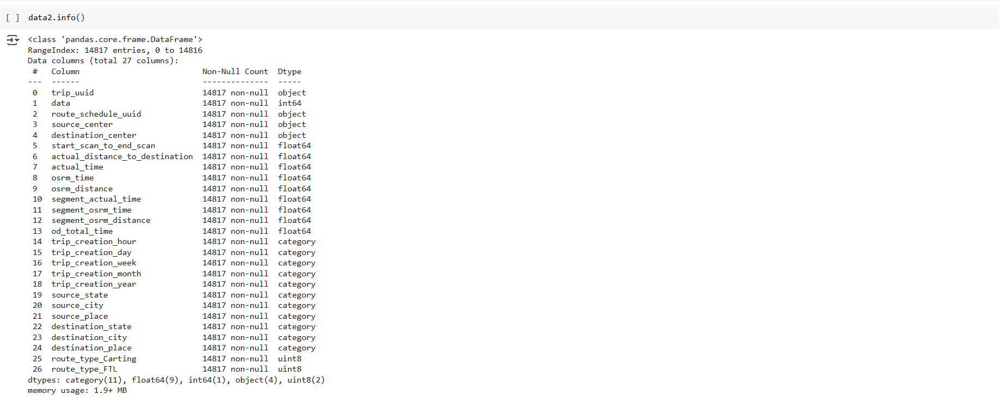 [ ] data2.info()
<class 'pandas.core.frame.DataFrame'>
RangeIndex: 14817 entries, 0 to 14816
Data columns (total 27 columns):
 #   Column                          Non-Null Count  Dtype
---  ------                          --------------  -----
 0   trip_uuid                       14817 non-null  object
 1   data                            14817 non-null  int64
 2   route_schedule_uuid             14817 non-null  object
 3   source_center                   14817 non-null  object
 4   destination_center              14817 non-null  object
 5   start_scan_to_end_scan          14817 non-null  float64
 6   actual_distance_to_destination  14817 non-null  float64
 7   actual_time                     14817 non-null  float64
 8   osrm_time                       14817 non-null  float64
 9   osrm_distance                   14817 non-null  float64
 10  segment_actual_time             14817 non-null  float64
 11  segment_osrm_time               14817 non-null  float64
 12  segment_osrm_distance           14817 non-null  float64
 13  od_total_time                   14817 non-null  float64
 14  trip_creation_hour              14817 non-null  category
 15  trip_creation_day               14817 non-null  category
 16  trip_creation_week              14817 non-null  category
 17  trip_creation_month             14817 non-null  category
 18  trip_creation_year              14817 non-null  category
 19  source_state                    14817 non-null  category
 20  source_city                     14817 non-null  category
 21  source_place                    14817 non-null  category
 22  destination_state               14817 non-null  category
 23  destination_city                14817 non-null  category
 24  destination_place               14817 non-null  category
 25  route_type_Carting              14817 non-null  uint8
 26  route_type_FTL                  14817 non-null  uint8
dtypes: category(11), float64(9), int64(1), object(4), uint8(2)
memory usage: 1.9+ MB